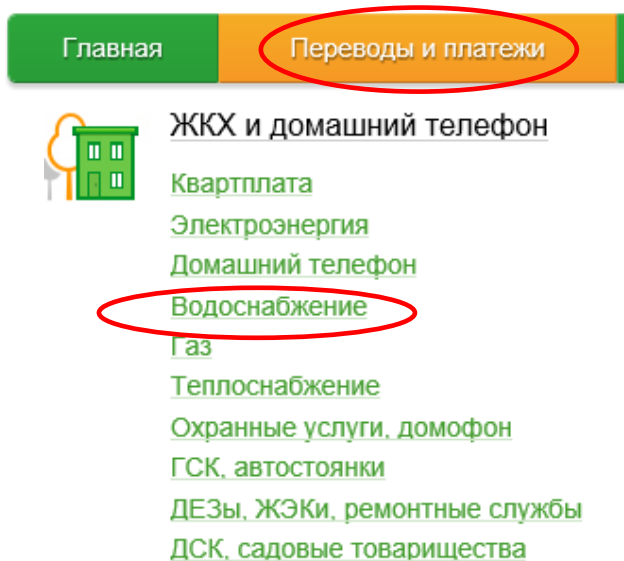 Главная
Переводы и платежи
ЖКХ и домашний телефон
Квартплата
Электроэнергия
Домашний телефон
Водоснабжение
Газ
Теплоснабжение
Охранные услуги, домофон
ГСК, автостоянки
ДЕЗы, ЖЭКи, ремонтные службы
ДСК, садовые товарищества